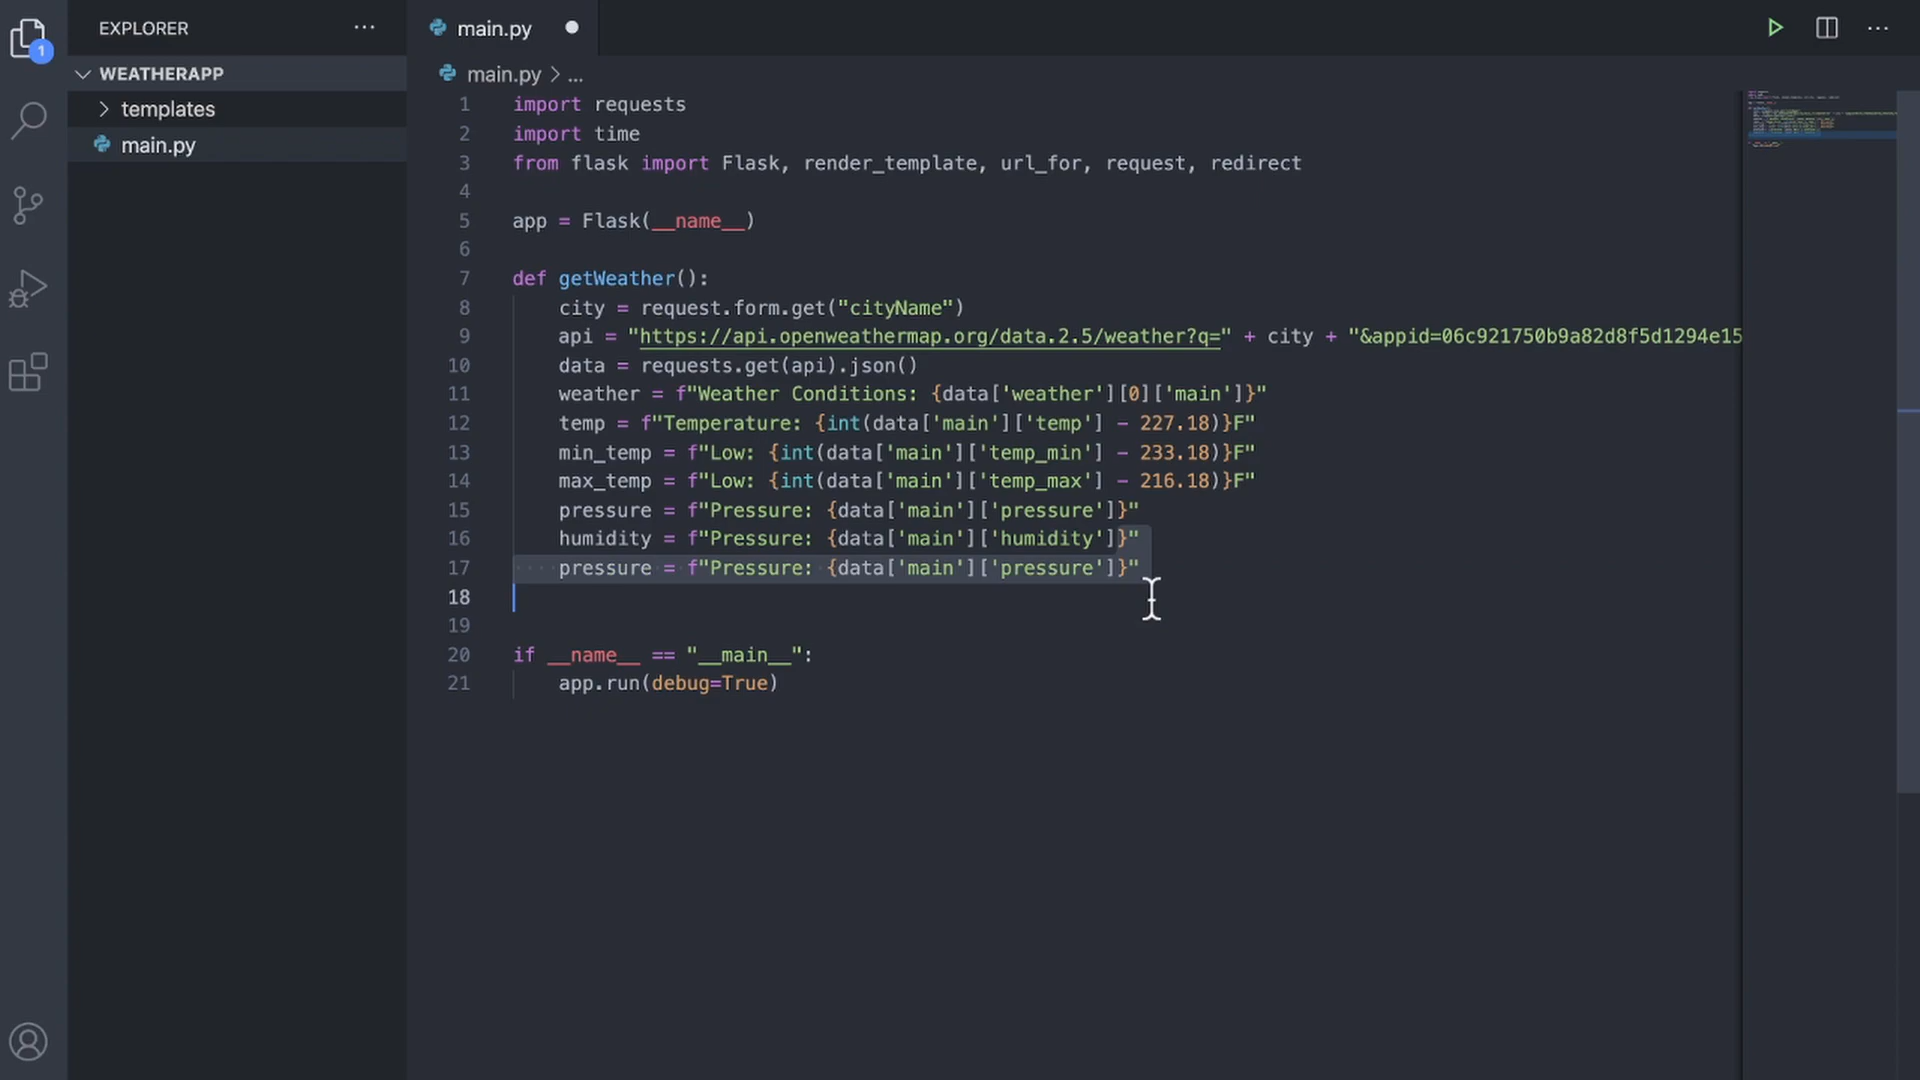 EXPLORER
WEATHERAPP
templates
main.py
1
main.py
main.py > ...
1 import requests
2 import time
3 from flask import Flask, render_template, url_for, request, redirect
4
5 app = Flask(__name__)
6
7 def getWeather():
8 city = request.form.get("cityName")
9 api = "https://api.openweathermap.org/data.2.5/weather?q=" + city + "&appid=06c921750b9a82d8f5d1294e15
10 data = requests.get(api).json()
11 weather = f"Weather Conditions: {data['weather'][0]['main']}"
12 temp = f"Temperature: {int(data['main']['temp'] - 227.18)}F"
13 min_temp = f"Low: {int(data['main']['temp_min'] - 233.18)}F"
14 max_temp = f"Low: {int(data['main']['temp_max'] - 216.18)}F"
15 pressure = f"Pressure: {data['main']['pressure']}"
16 humidity = f"Pressure: {data['main']['humidity']}"
17 pressure = f"Pressure: {data['main']['pressure']}"
18
19
20 if __name__ == "__main__":
21 app.run(debug=True)